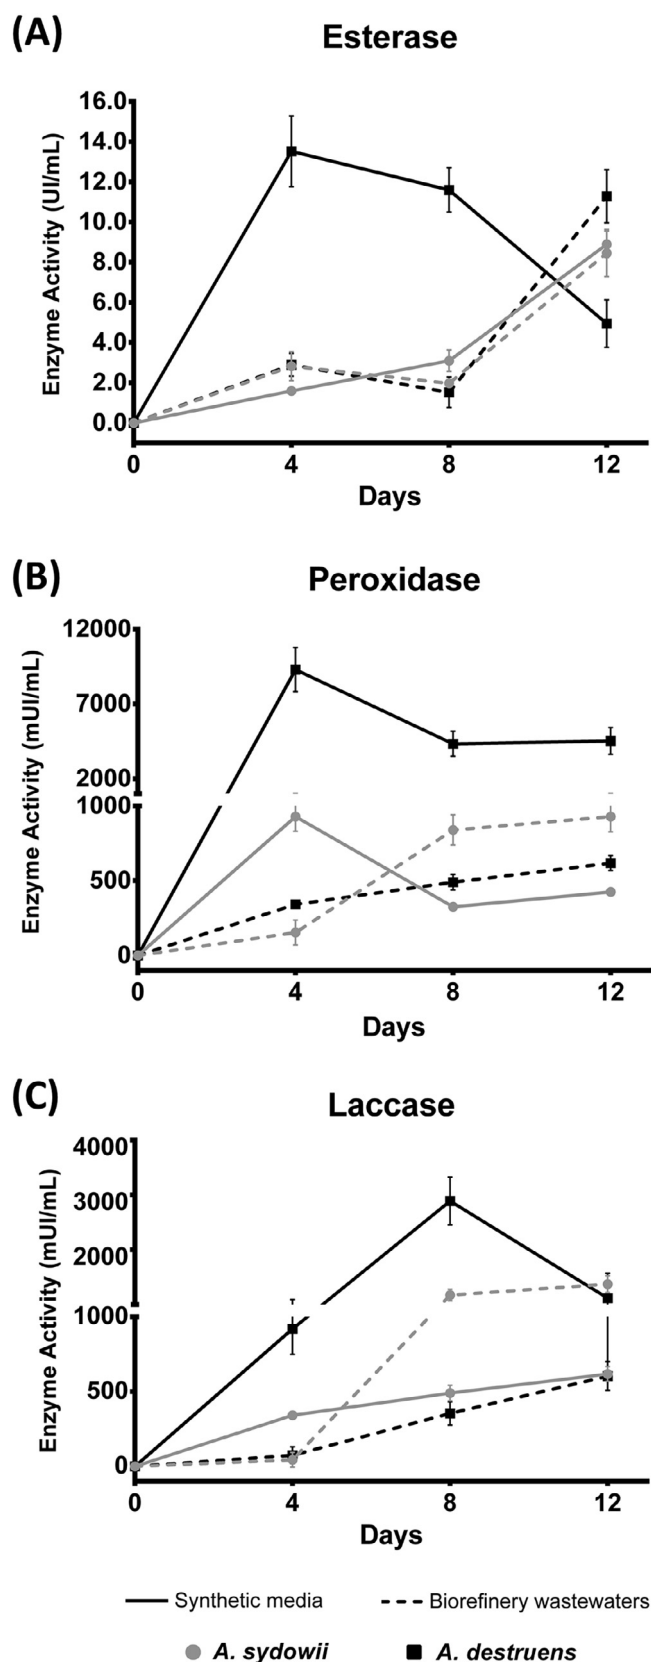 (A)
Esterase
Enzyme Activity (UI/mL)
16.0
14.0
12.0
10.0
8.0
6.0
4.0
2.0
0.0
0 4 8 12
Days
(B)
Peroxidase
Enzyme Activity (mUI/mL)
12000
7000
2000
1000
500
0
0 4 8 12
Days
(C)
Laccase
Enzyme Activity (mUI/mL)
4000
3000
2000
1000
500
0
0 4 8 12
Days
Synthetic media Biorefinery wastewaters
A. sydowii A. destruens